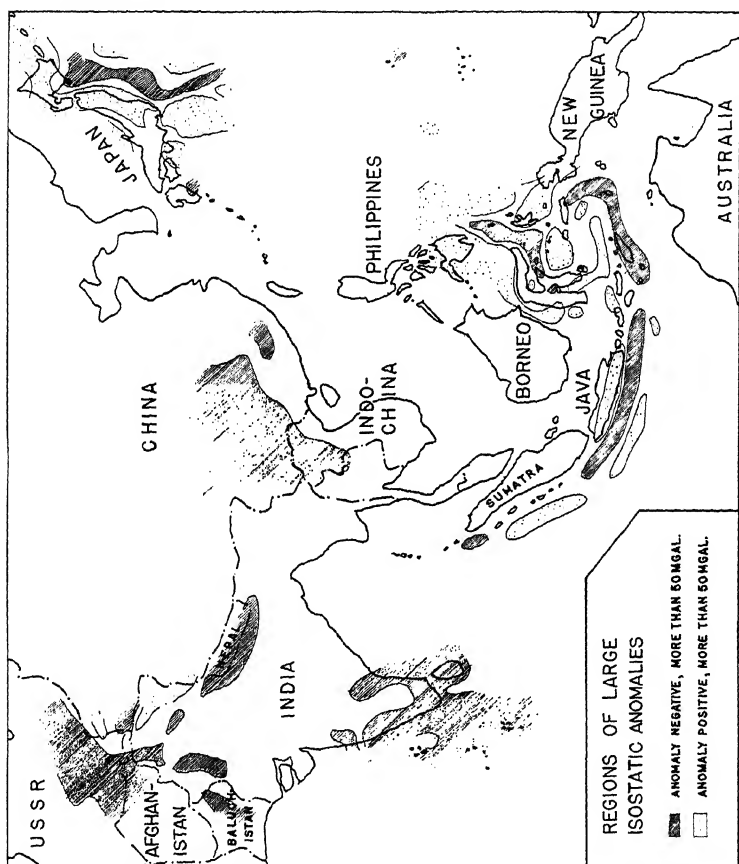 USSR
AFGHAN-
ISTAN
BALUCH-
ISTAN
NEPAL
INDIA
CHINA
INDO-
CHINA
JAPAN
PHILIPPINES
BORNEO
SUMATRA
JAVA
NEW
GUINEA
AUSTRALIA
REGIONS OF LARGE
ISOSTATIC ANOMALIES
ANOMALY NEGATIVE, MORE THAN 50 MGAL.
ANOMALY POSITIVE, MORE THAN 50 MGAL.